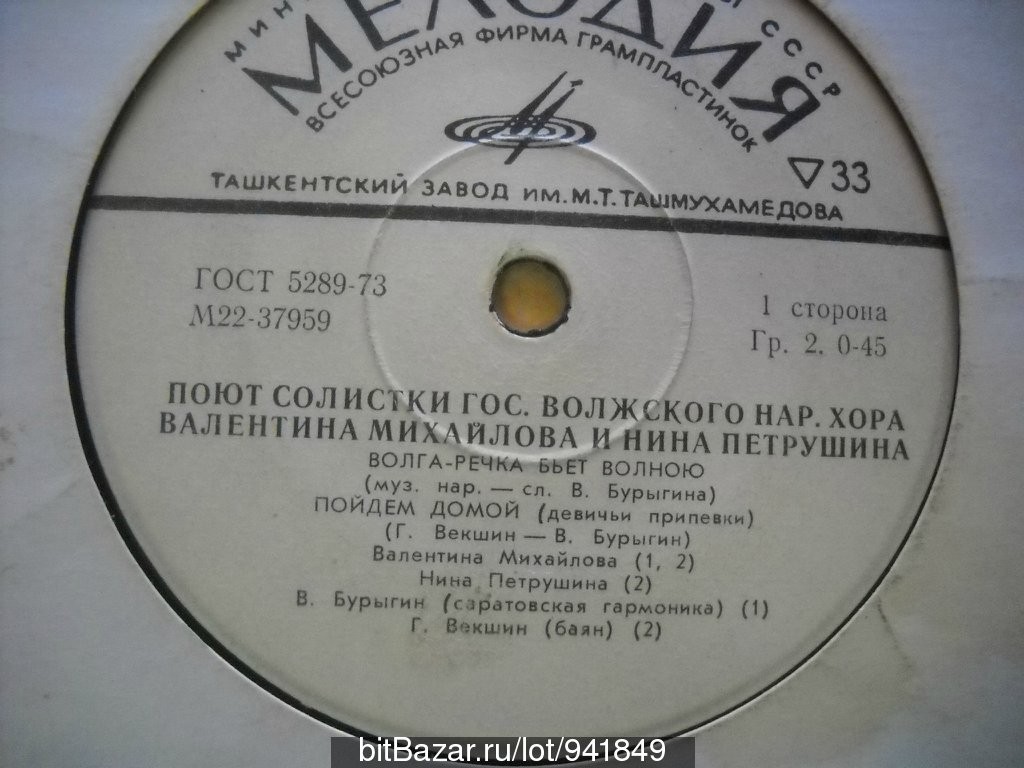 СССР
МЕЛОДИЯ
ВСЕСОЮЗНАЯ ФИРМА ГРАМПЛАСТИНОК
▽33
ТАШКЕНТСКИЙ ЗАВОД ИМ. М.Т. ТАШМУХАМЕДОВА
ГОСТ 5289-73
М22-37959
1 сторона
Гр. 2. 0-45
ПОЮТ СОЛИСТКИ ГОС. ВОЛЖСКОГО НАР. ХОРА
ВАЛЕНТИНА МИХАЙЛОВА И НИНА ПЕТРУШИНА
ВОЛГА-РЕЧКА БЬЕТ ВОЛНОЮ
(муз. нар. — сл. В. Бурыгина)
ПОЙДЕМ ДОМОЙ (девичьи припевки)
(Г. Векшин — В. Бурыгин)
Валентина Михайлова (1, 2)
Нина Петрушина (2)
В. Бурыгин (саратовская гармоника) (1)
Г. Векшин (баян) (2)
bitBazar.ru/lot/941849